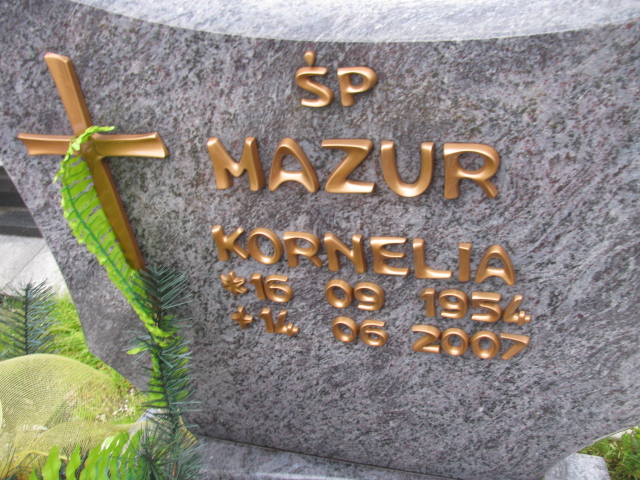 ŚP
MAZUR
KORNELIA
*16 09 1954
+14 06 2007